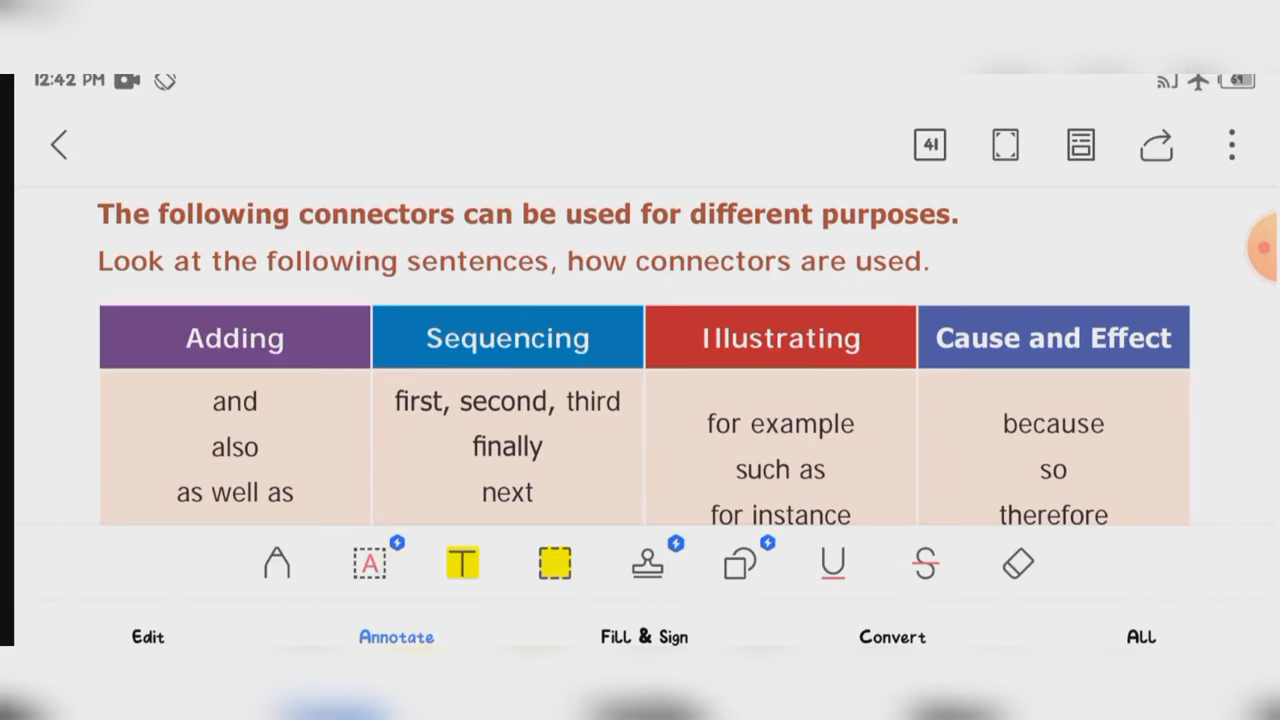 12:42 PM
69
41
The following connectors can be used for different purposes.
Look at the following sentences, how connectors are used.
Adding Sequencing Illustrating Cause and Effect
and
also
as well as
first, second, third
finally
next
for example
such as
for instance
because
so
therefore
A T U S
Edit Annotate Fill & Sign Convert All